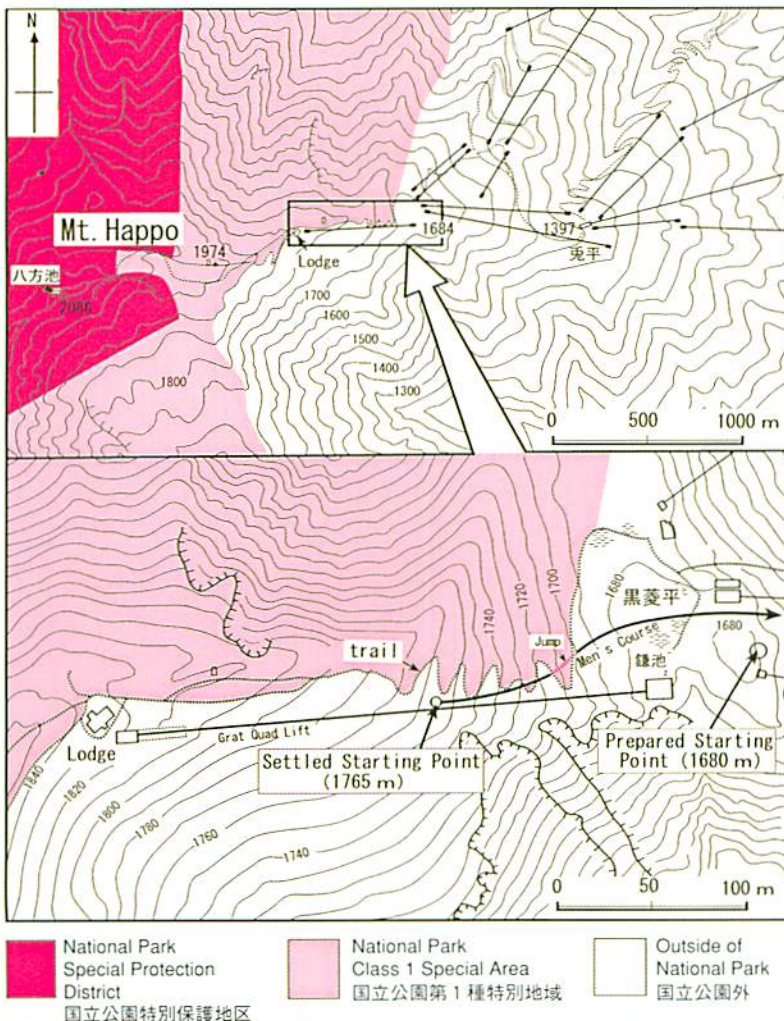 N
Mt. Happo
八方池
2086
1974
Lodge
1684
1397
兎平
1700
1600
1500
1400
1300
1800
0 500 1000 m
1700
1720
1740
1680
黒菱平
trail
Jump
Men's Course
1680
鎌池
Lodge
Grat Quad Lift
Settled Starting Point
(1765 m)
Prepared Starting
Point (1680 m)
1840
1820
1800
1780
1760
1740
0 50 100 m
National Park
Special Protection
District
国立公園特別保護地区
National Park
Class 1 Special Area
国立公園第1種特別地域
Outside of
National Park
国立公園外